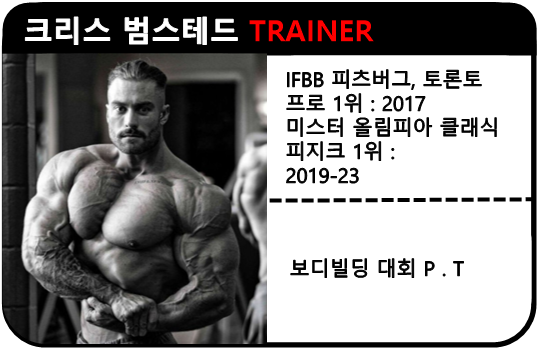 크리스 범스테드 TRAINER
IFBB 피츠버그, 토론토
프로 1위 : 2017
미스터 올림피아 클래식
피지크 1위 :
2019-23
보디빌딩 대회 P . T